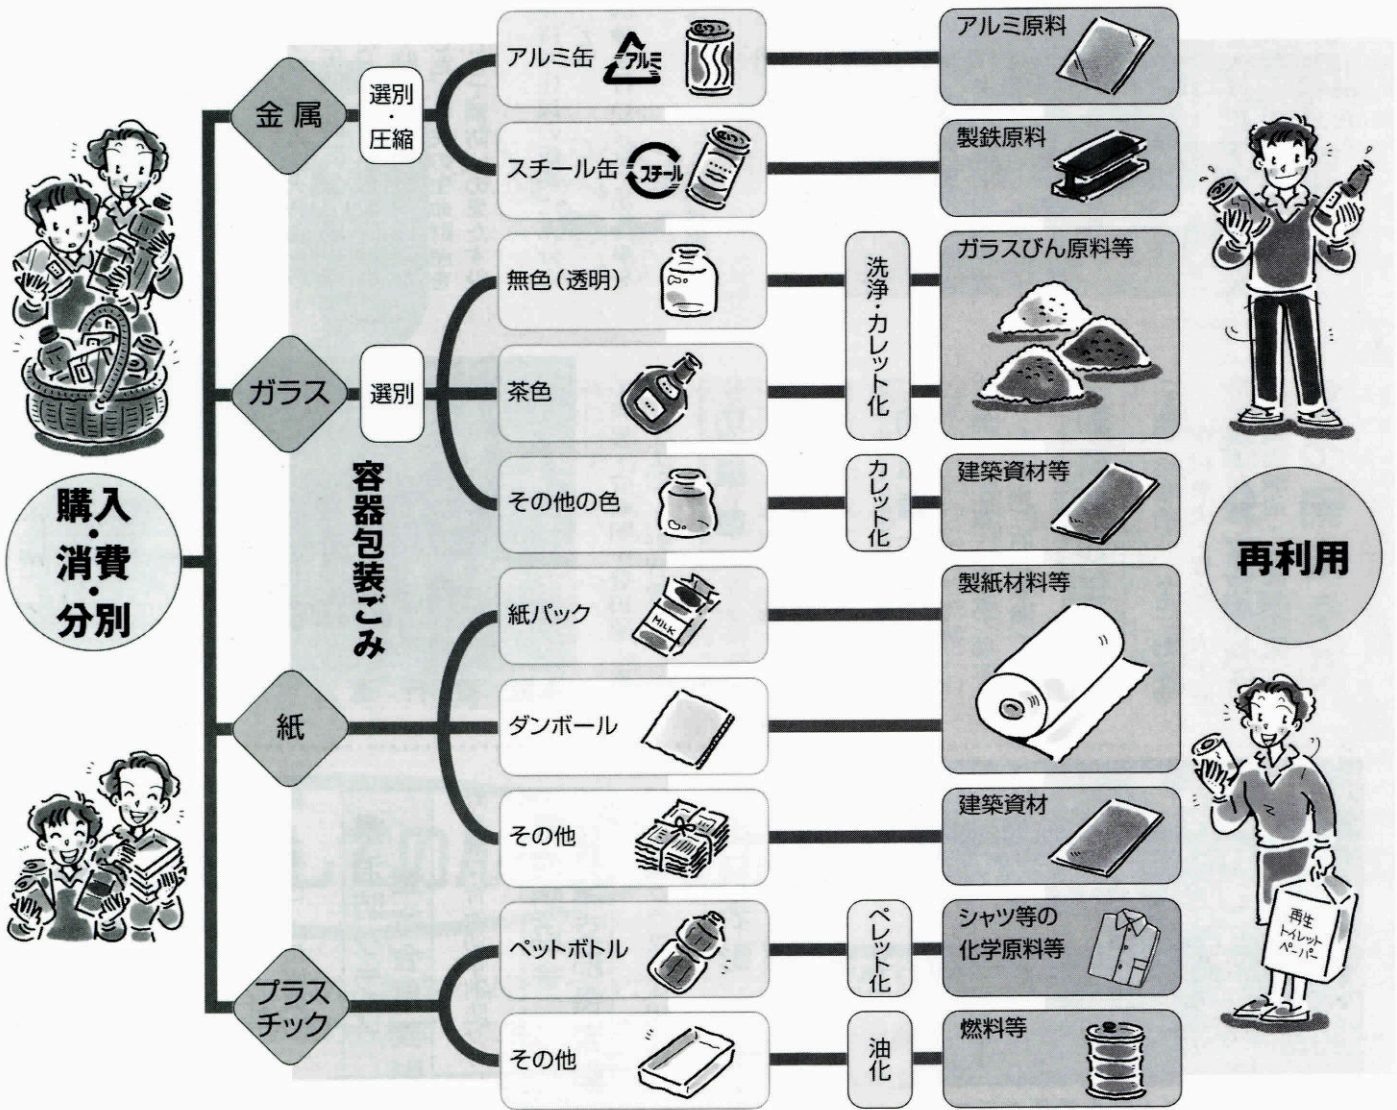 購入・消費・分別
容器包装ごみ
金属
選別・圧縮
アルミ缶
アルミ
アルミ原料
スチール缶
スチール
製鉄原料
ガラス
選別
無色(透明)
茶色
洗浄・カレット化
ガラスびん原料等
その他の色
カレット化
建築資材等
紙
紙パック
MILK
ダンボール
製紙材料等
その他
建築資材
プラス
チック
ペットボトル
ペレット化
シャツ等の
化学原料等
その他
油化
燃料等
再利用
再生
トイレット
ペーパー